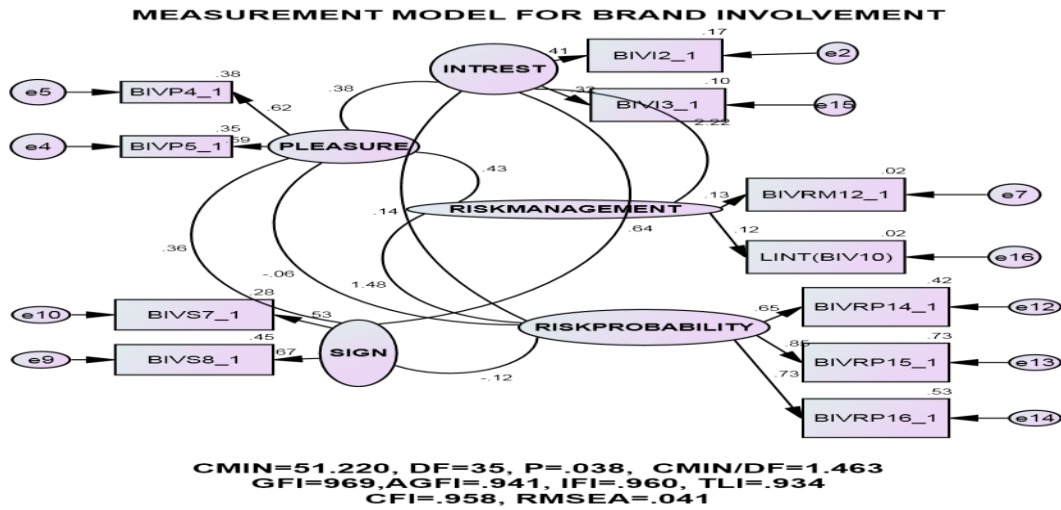 MEASUREMENT MODEL FOR BRAND INVOLVEMENT
.17
.41
BIVI2_1
e2
INTREST
.38
e5
BIVP4_1
.38
.10
.32
BIVI3_1
e15
.62
2.22
.35
e4
BIVP5_1
.59
PLEASURE
.43
.02
.13
BIVRM12_1
e7
RISKMANAGEMENT
.14
.64
.12
.02
.36
LINT(BIV10)
e16
-.06
1.48
.28
.42
e10
BIVS7_1
.53
.65
BIVRP14_1
e12
RISKPROBABILITY
.45
SIGN
.85
.73
e9
BIVS8_1
.67
BIVRP15_1
e13
-.12
.73
.53
BIVRP16_1
e14
CMIN=51.220, DF=35, P=.038, CMIN/DF=1.463
GFI=969,AGFI=.941, IFI=.960, TLI=.934
CFI=.958, RMSEA=.041